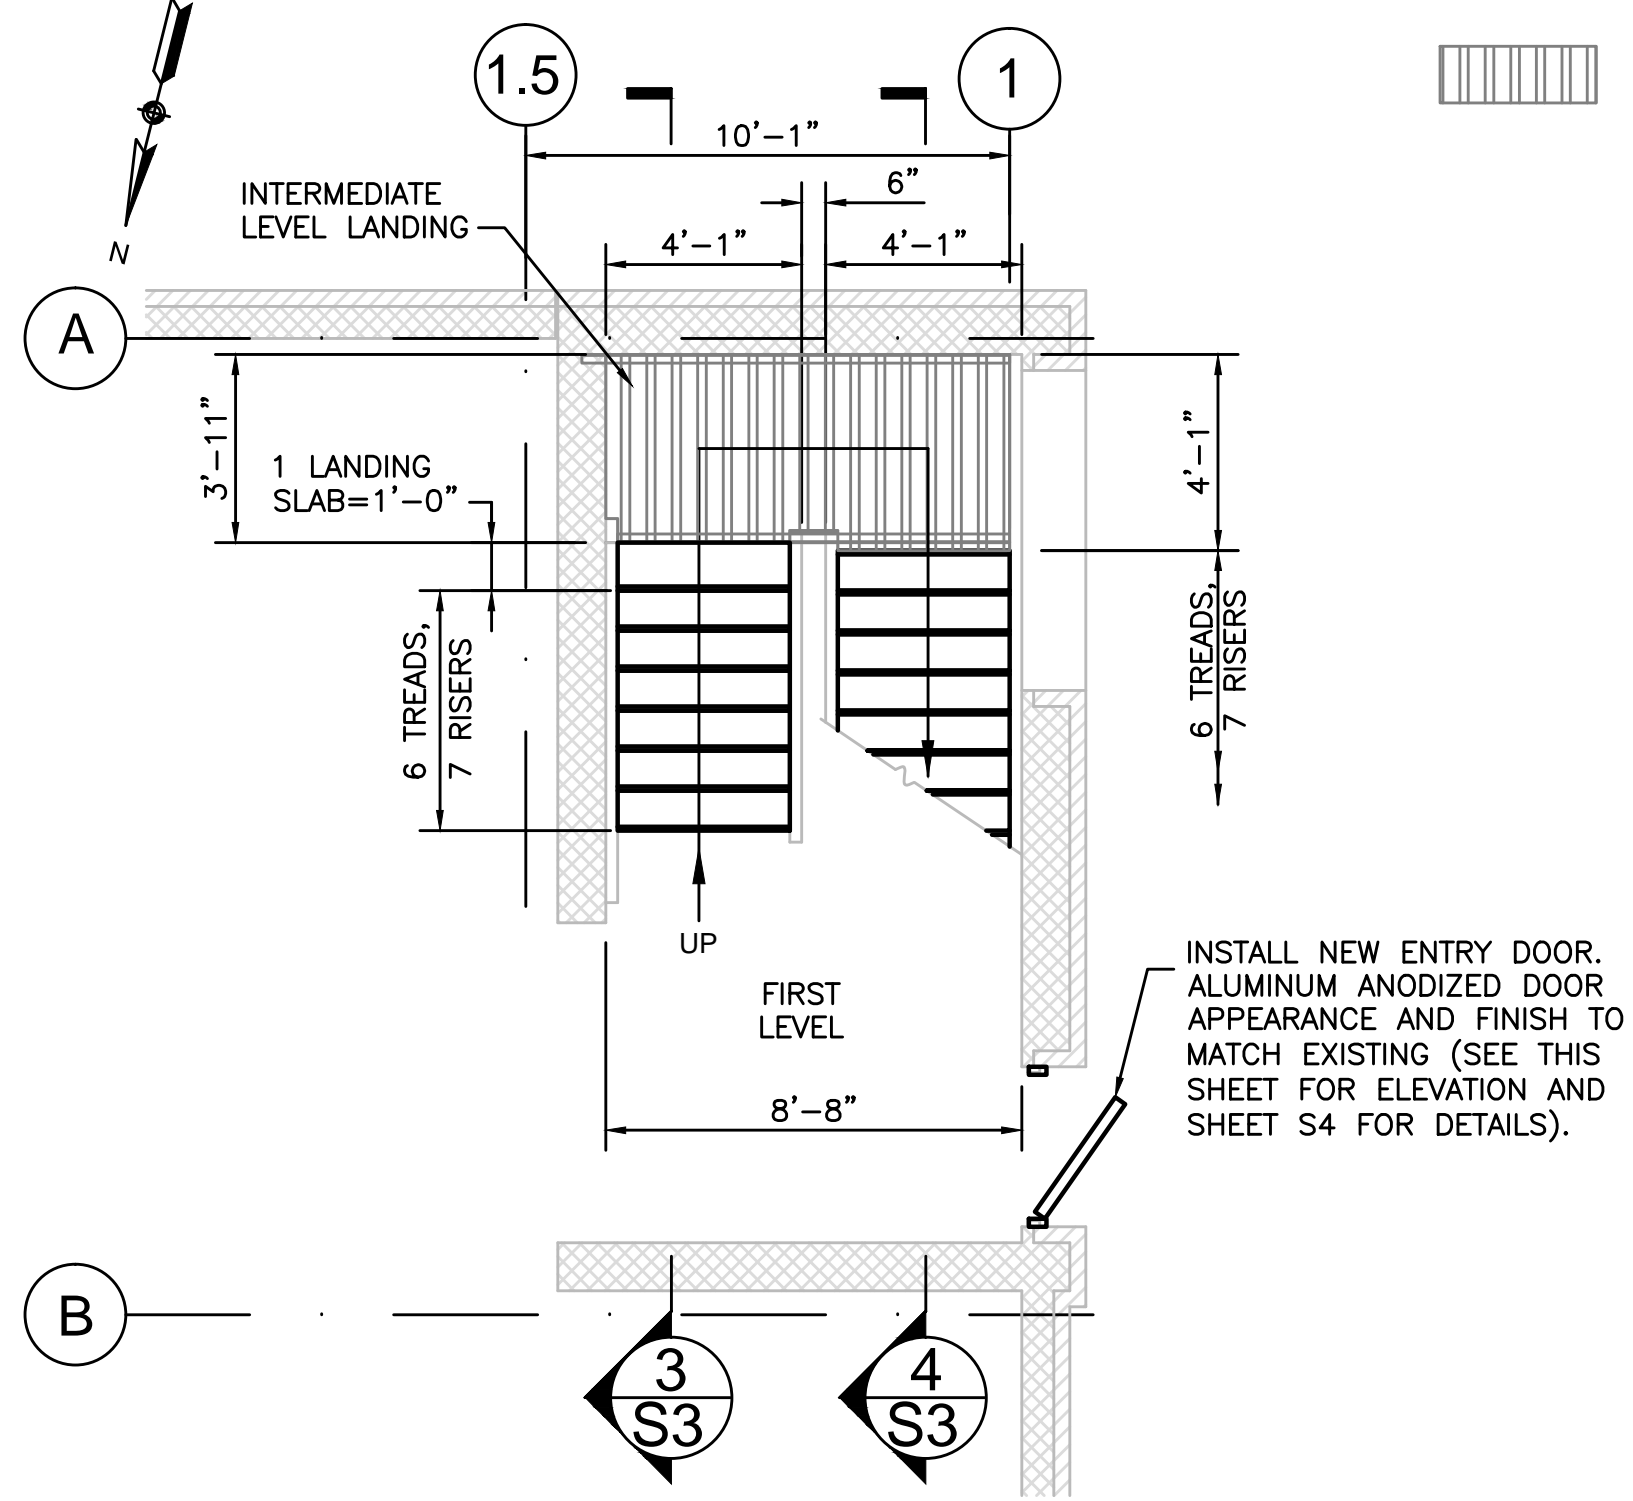 1.5
1
10'-1"
6"
INTERMEDIATE
LEVEL LANDING
4'-1"
4'-1"
N
A
3'-11"
1 LANDING
SLAB=1'-0"
4'-1"
6 TREADS,
7 RISERS
6 TREADS,
7 RISERS
UP
FIRST
LEVEL
INSTALL NEW ENTRY DOOR.
ALUMINUM ANODIZED DOOR
APPEARANCE AND FINISH TO
MATCH EXISTING (SEE THIS
SHEET FOR ELEVATION AND
SHEET S4 FOR DETAILS).
8'-8"
B
3
S3
4
S3